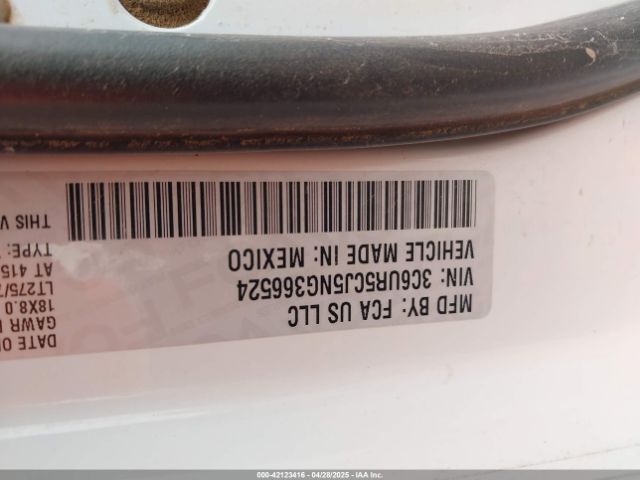 MFD BY: FCA US LLC
VIN: 3C6UR5CJ5NG366524
VEHICLE MADE IN: MEXICO
DATE O
GAWR
18X8.0
LT275/
AT 415
TYPE:
THIS V
000-42123416 - 04/28/2025 - IAA Inc.